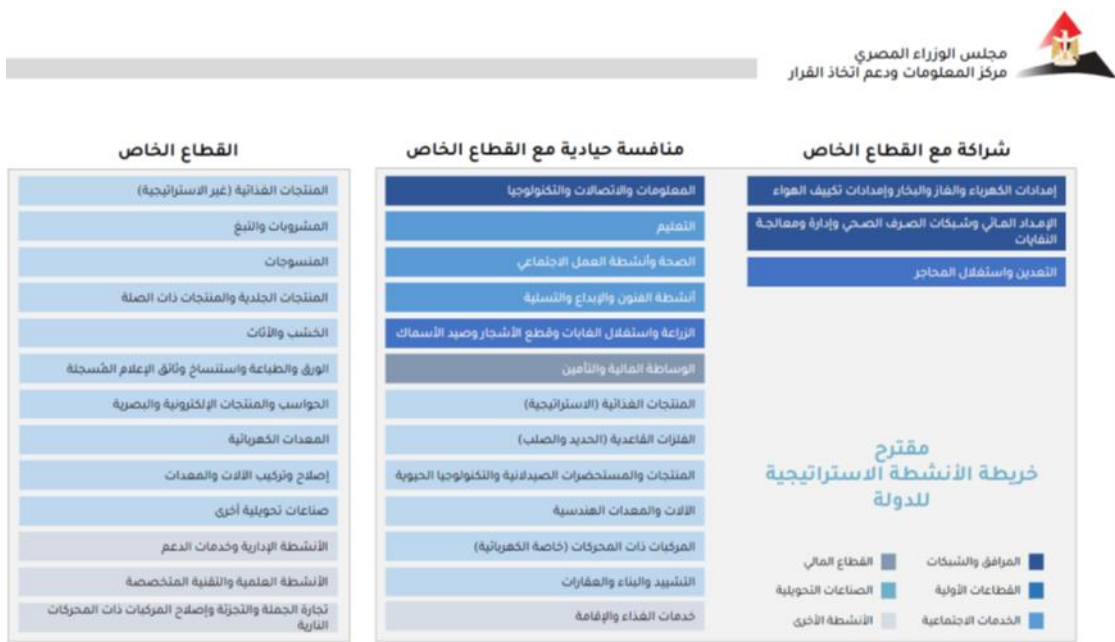 مجلس الوزراء المصري
مركز المعلومات ودعم اتخاذ القرار
شراكة مع القطاع الخاص
إمدادات الكهرباء والغاز والبخار وإمدادات تكييف الهواء
الإمداد المائي وشبكات الصرف الصحي وإدارة ومعالجة
النفايات
التعدين واستغلال المحاجر
منافسة حيادية مع القطاع الخاص
المعلومات والاتصالات والتكنولوجيا
التعليم
الصحة وأنشطة العمل الاجتماعي
أنشطة الفنون والإبداع والتسلية
الزراعة واستغلال الغابات وقطع الأشجار وصيد الأسماك
الوساطة المالية والتأمين
المنتجات الغذائية (الاستراتيجية)
الفلزات القاعدية (الحديد والصلب)
المنتجات والمستحضرات الصيدلانية والتكنولوجيا الحيوية
الآلات والمعدات الهندسية
المركبات ذات المحركات (خاصة الكهربائية)
التشييد والبناء والعقارات
خدمات الغذاء والإقامة
القطاع الخاص
المنتجات الغذائية (غير الاستراتيجية)
المشروبات والتبغ
المنسوجات
المنتجات الجلدية والمنتجات ذات الصلة
الخشب والأثاث
الورق والطباعة واستنساخ وثائق الإعلام المُسجلة
الحواسب والمنتجات الإلكترونية والبصرية
المعدات الكهربائية
إصلاح وتركيب الآلات والمعدات
صناعات تحويلية أخرى
الأنشطة الإدارية وخدمات الدعم
الأنشطة العلمية والتقنية المتخصصة
تجارة الجملة والتجزئة وإصلاح المركبات ذات المحركات
النارية
مقترح
خريطة الأنشطة الاستراتيجية
للدولة
المرافق والشبكات
القطاع المالي
القطاعات الأولية
الصناعات التحويلية
الخدمات الاجتماعية
الأنشطة الأخرى